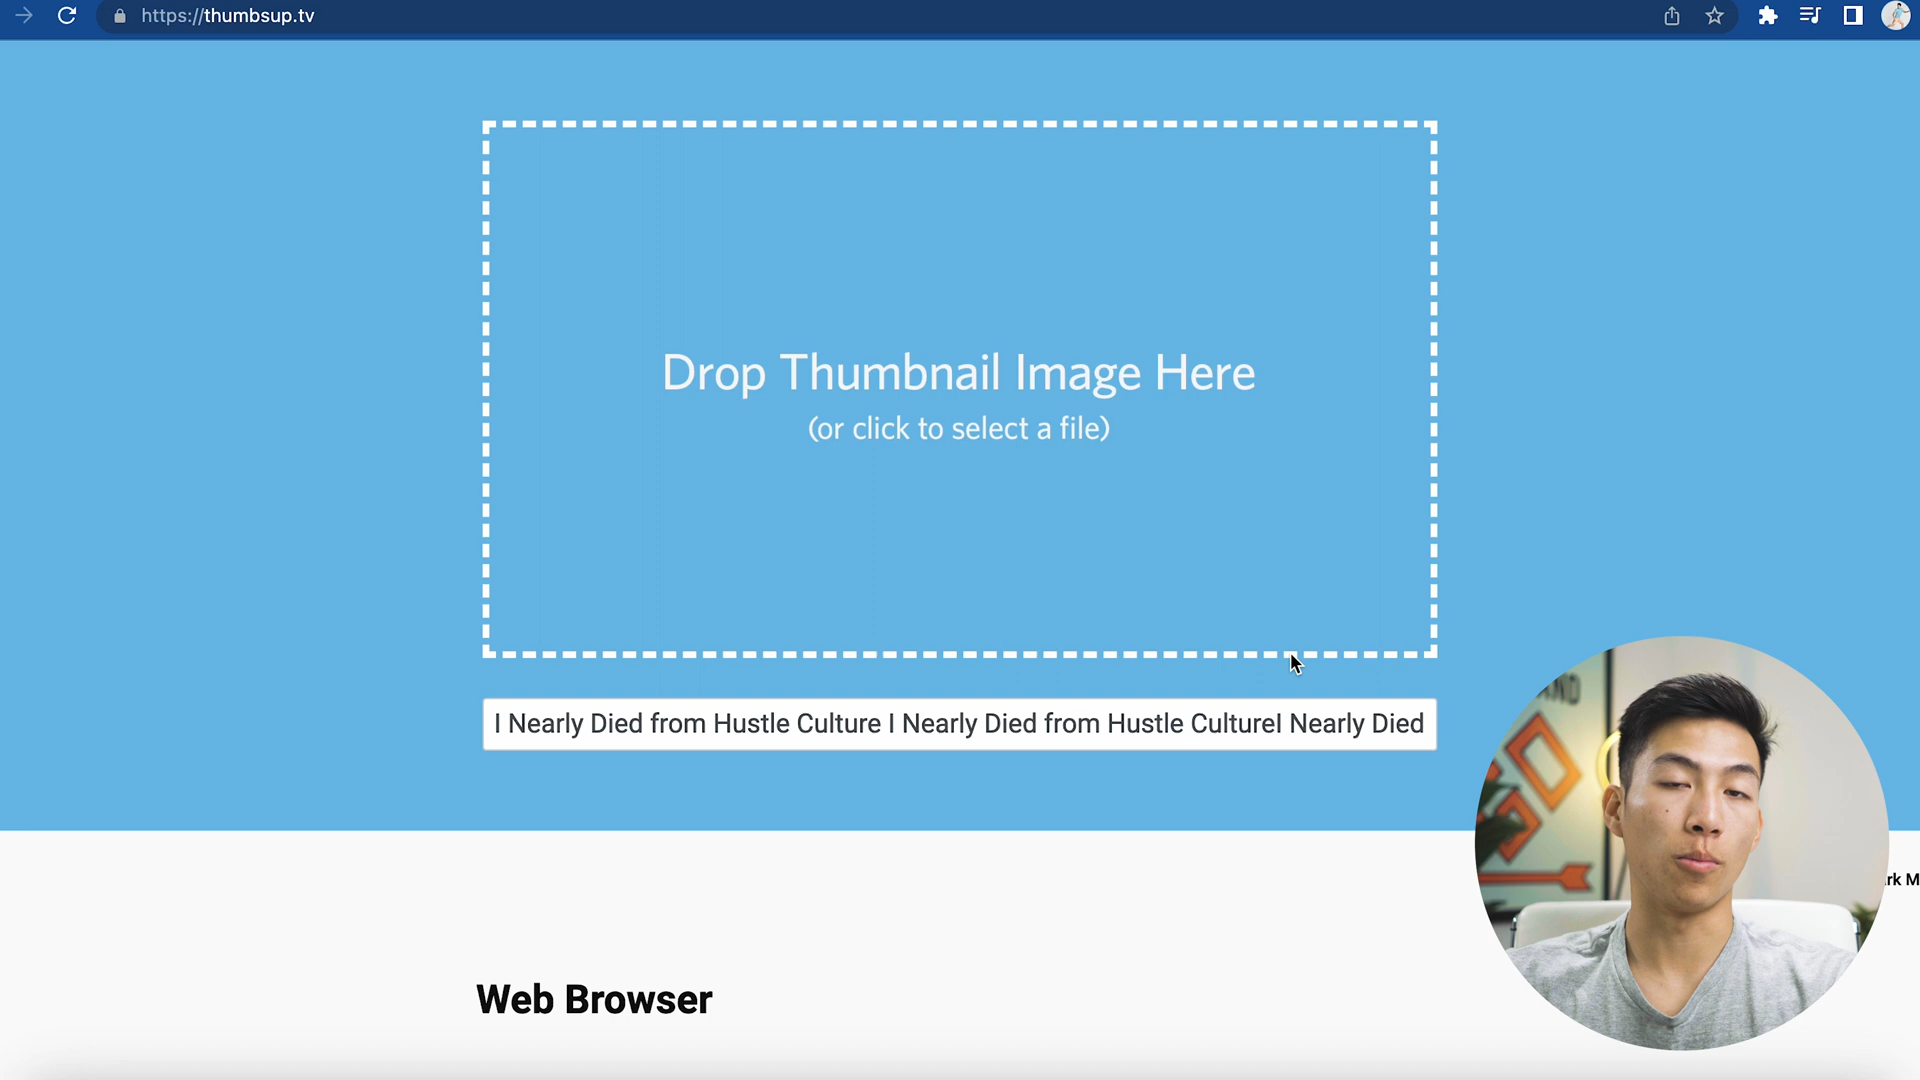 https://thumbsup.tv
Drop Thumbnail Image Here
(or click to select a file)
I Nearly Died from Hustle Culture I Nearly Died from Hustle CultureI Nearly Died
rk M
Web Browser